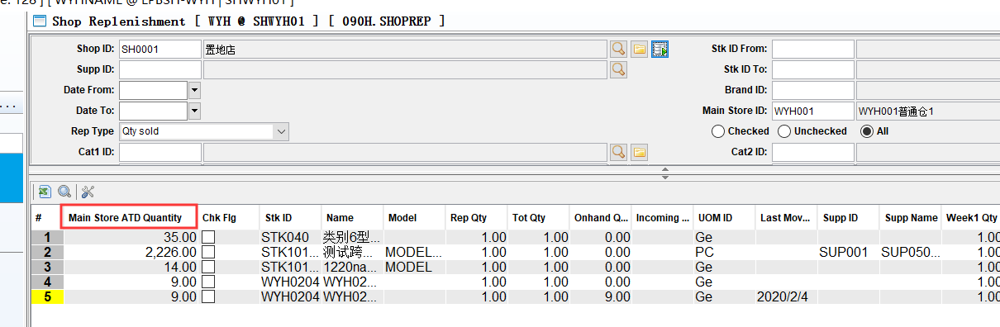 Shop Replenishment [ WYH @ SHWYH01 ] [ 090H.SHOPREP ]
Shop ID: SH0001 置地店 Stk ID From:
Supp ID: Stk ID To:
Date From: Brand ID:
Date To: Main Store ID: WYH001 WYH001普通仓1
Rep Type Qty sold Checked Unchecked All
Cat1 ID: Cat2 ID:
# Main Store ATD Quantity Chk Flg Stk ID Name Model Rep Qty Tot Qty Onhand Q... Incoming ... UOM ID Last Mov... Supp ID Supp Name Week1 Qty
1 35.00 STK040 类别6型... 1.00 1.00 0.00 Ge 1.00
2 2,226.00 STK101... 测试跨... MODEL... 1.00 1.00 0.00 PC SUP001 SUP050... 1.00
3 14.00 STK101... 1220na... MODEL 1.00 1.00 0.00 Ge 1.00
4 9.00 WYH0204 WYH02... 1.00 1.00 0.00 Ge 1.00
5 9.00 WYH0204 WYH02... 1.00 1.00 9.00 Ge 2020/2/4 1.00